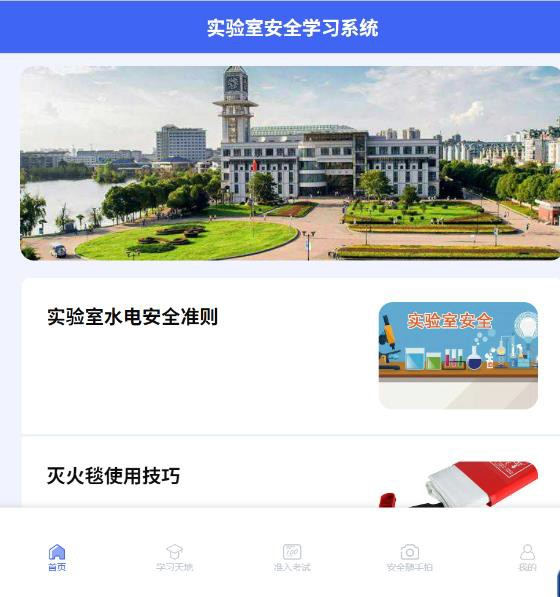 实验室安全学习系统
实验室水电安全准则
实验室安全
灭火毯使用技巧
首页
学习天地
100
准入考试
安全随手拍
我的